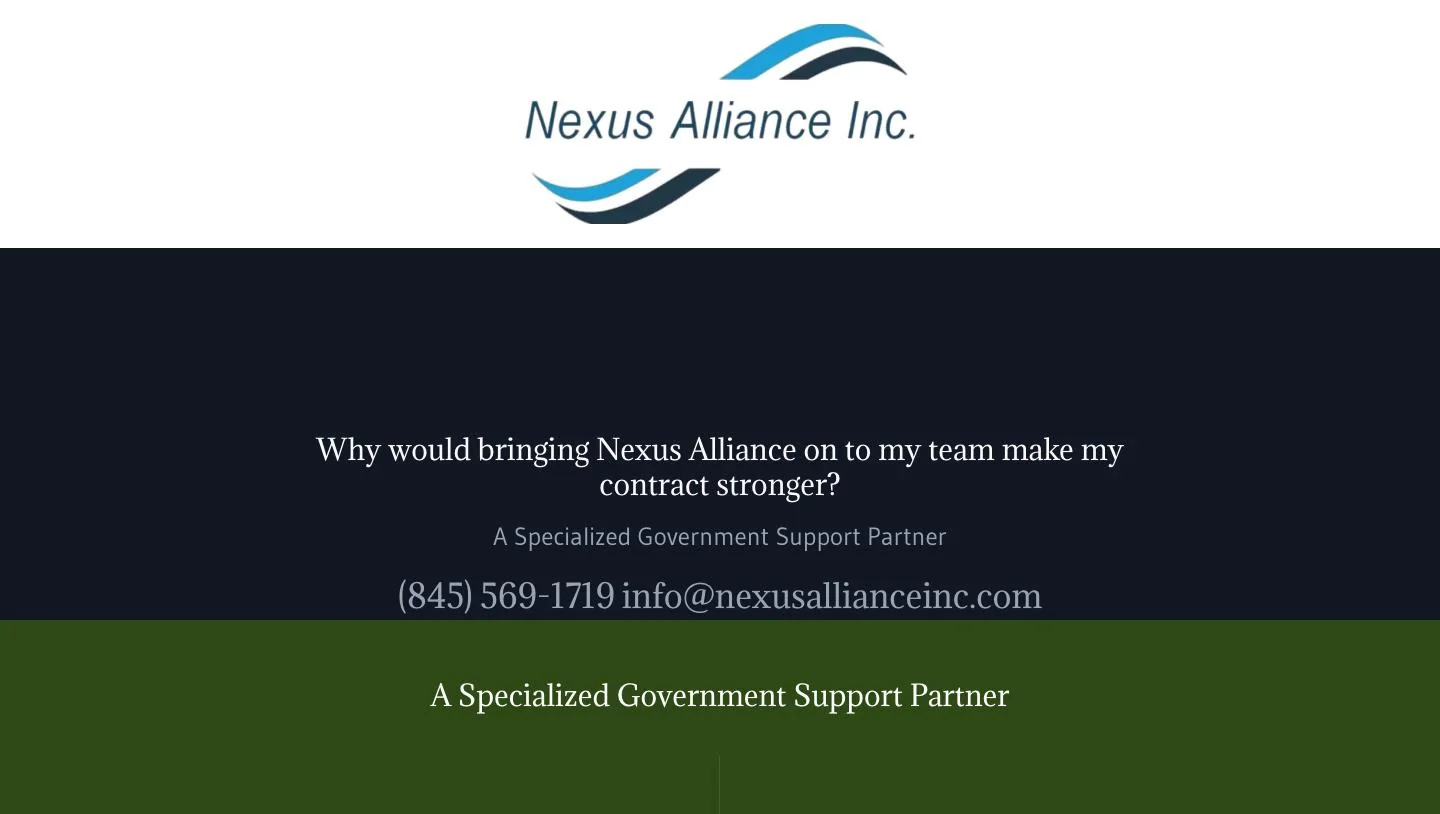 Nexus Alliance Inc.
Why would bringing Nexus Alliance on to my team make my
contract stronger?
A Specialized Government Support Partner
(845) 569-1719 info@nexusallianceinc.com
A Specialized Government Support Partner